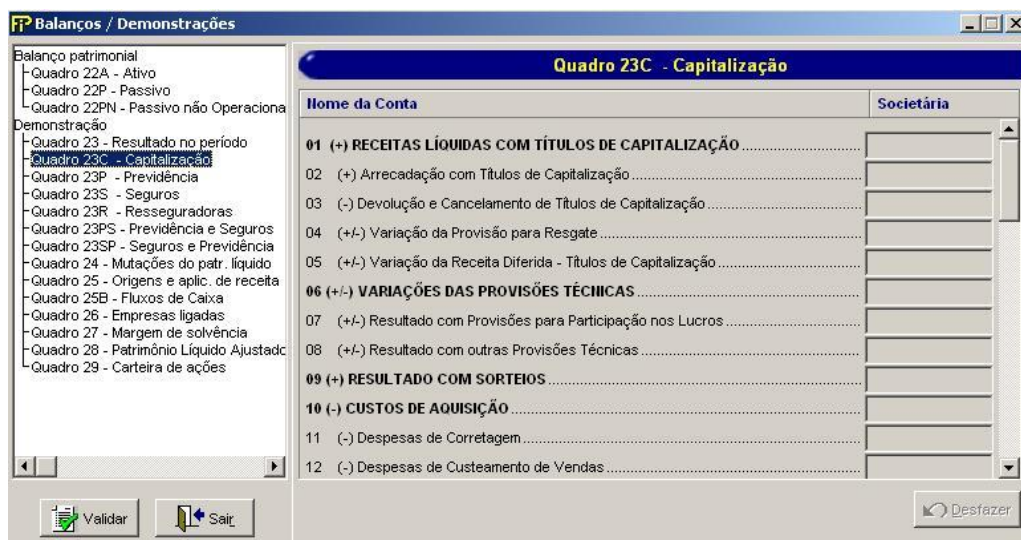 FIP Balanços / Demonstrações
Balanço patrimonial
Quadro 22A - Ativo
Quadro 22P - Passivo
Quadro 22PN - Passivo não Operaciona
Demonstração
Quadro 23 - Resultado no período
Quadro 23C - Capitalização
Quadro 23P - Previdência
Quadro 23S - Seguros
Quadro 23R - Resseguradoras
Quadro 23PS - Previdência e Seguros
Quadro 23SP - Seguros e Previdência
Quadro 24 - Mutações do patr. líquido
Quadro 25 - Origens e aplic. de receita
Quadro 25B - Fluxos de Caixa
Quadro 26 - Empresas ligadas
Quadro 27 - Margem de solvência
Quadro 28 - Patrimônio Líquido Ajustado
Quadro 29 - Carteira de ações
Validar
Sair
Quadro 23C - Capitalização
Nome da Conta Societária
01 (+) RECEITAS LÍQUIDAS COM TÍTULOS DE CAPITALIZAÇÃO
02 (+) Arrecadação com Títulos de Capitalização
03 (-) Devolução e Cancelamento de Títulos de Capitalização
04 (+/-) Variação da Provisão para Resgate
05 (+/-) Variação da Receita Diferida - Títulos de Capitalização
06 (+/-) VARIAÇÕES DAS PROVISÕES TÉCNICAS
07 (+/-) Resultado com Provisões para Participação nos Lucros
08 (+/-) Resultado com outras Provisões Técnicas
09 (+) RESULTADO COM SORTEIOS
10 (-) CUSTOS DE AQUISIÇÃO
11 (-) Despesas de Corretagem
12 (-) Despesas de Custeamento de Vendas
Desfazer